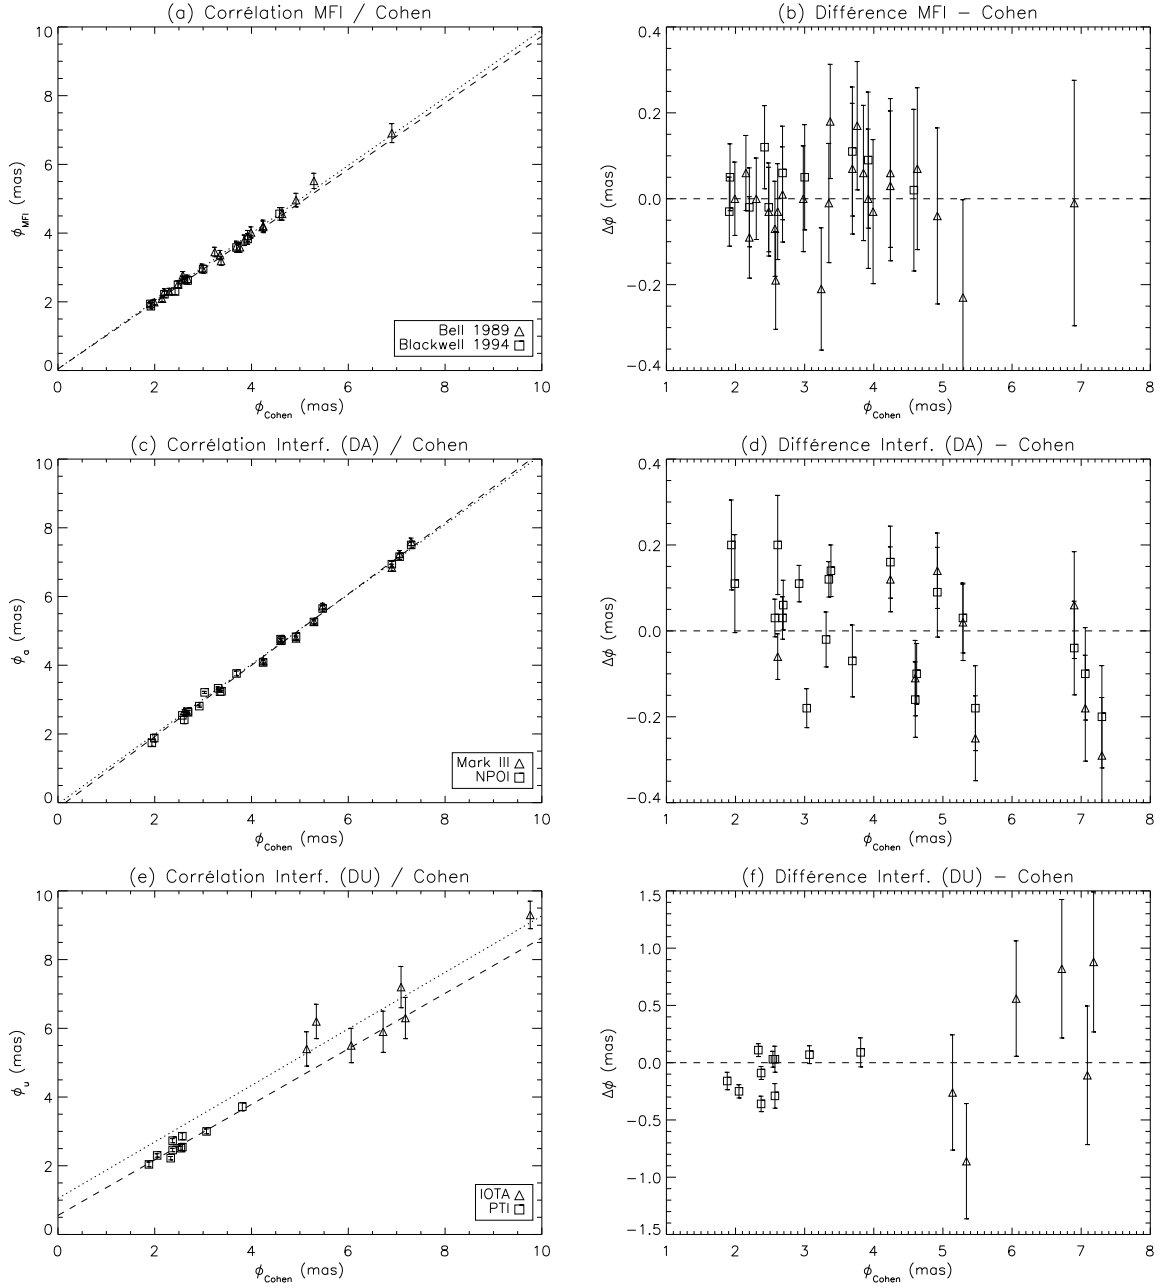 (a) Corrélation MFI / Cohen
10
8
6
4
2
0
ϕMFI (mas)
Bell 1989
Blackwell 1994
0 2 4 6 8 10
ϕCohen (mas)
(b) Différence MFI − Cohen
0.4
0.2
0.0
−0.2
−0.4
Δϕ (mas)
1 2 3 4 5 6 7 8
ϕCohen (mas)
(c) Corrélation Interf. (DA) / Cohen
10
8
6
4
2
0
ϕa (mas)
Mark III
NPOI
0 2 4 6 8 10
ϕCohen (mas)
(d) Différence Interf. (DA) − Cohen
0.4
0.2
0.0
−0.2
−0.4
Δϕ (mas)
1 2 3 4 5 6 7 8
ϕCohen (mas)
(e) Corrélation Interf. (DU) / Cohen
10
8
6
4
2
0
ϕu (mas)
IOTA
PTI
0 2 4 6 8 10
ϕCohen (mas)
(f) Différence Interf. (DU) − Cohen
1.5
1.0
0.5
0.0
−0.5
−1.0
−1.5
Δϕ (mas)
1 2 3 4 5 6 7 8
ϕCohen (mas)